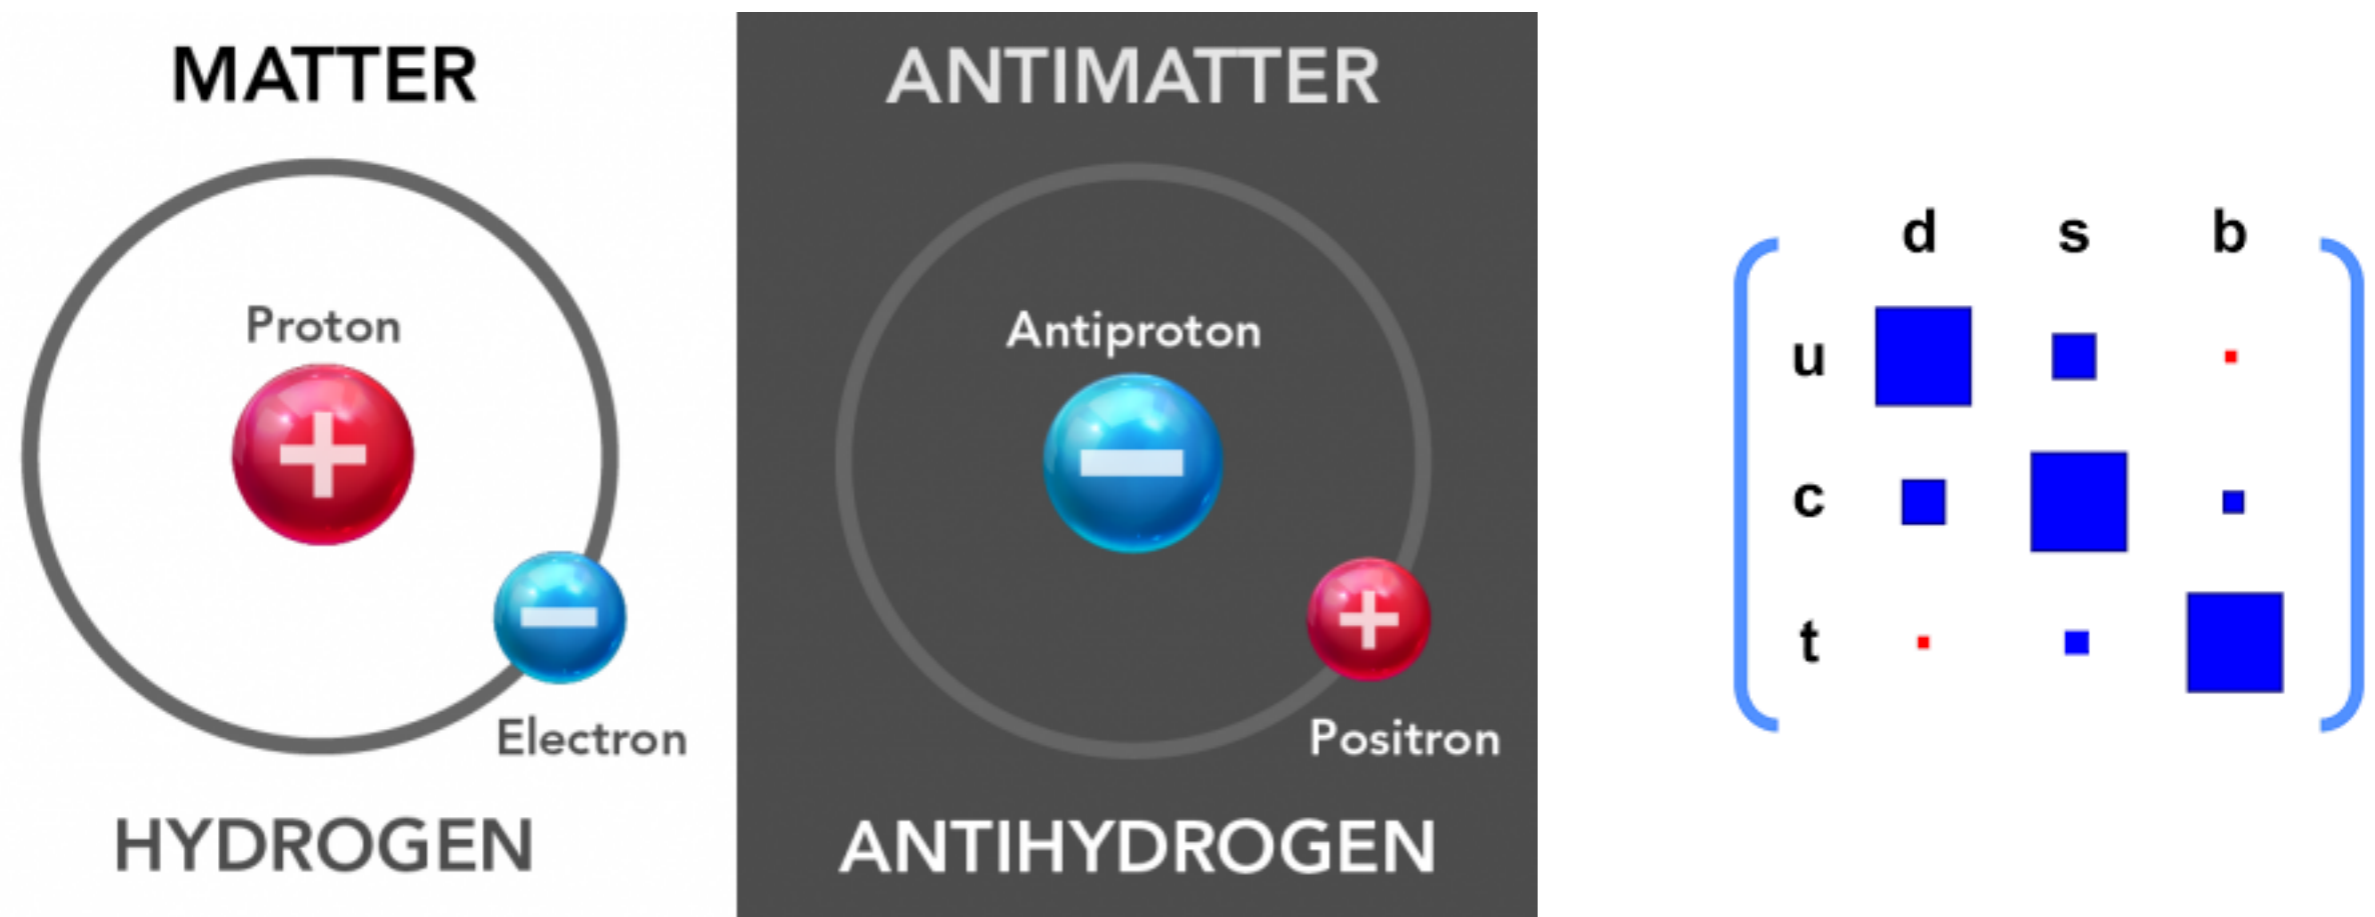 MATTER
Proton
+
−
Electron
HYDROGEN
ANTIMATTER
Antiproton
−
+
Positron
ANTIHYDROGEN
d s b
u
c
t